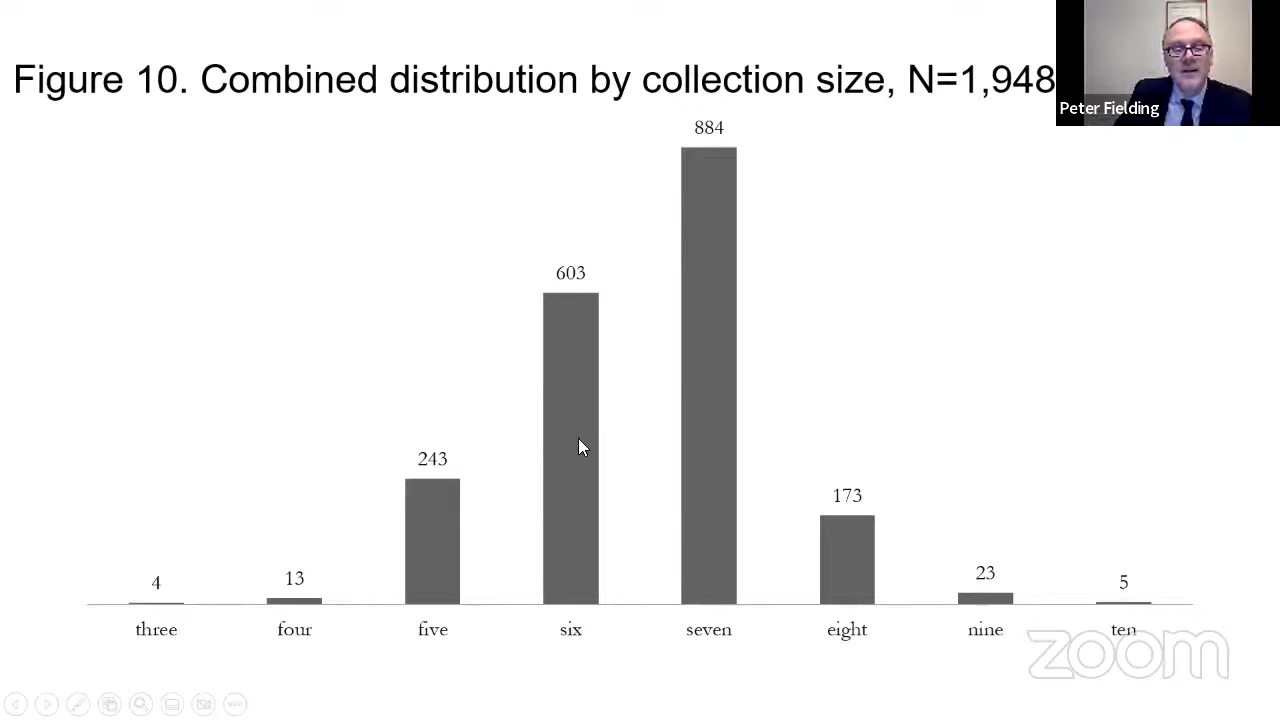 Figure 10. Combined distribution by collection size, N=1,948
Peter Fielding
884
603
243
173
4
13
23
5
three four five six seven eight nine ten
zoom